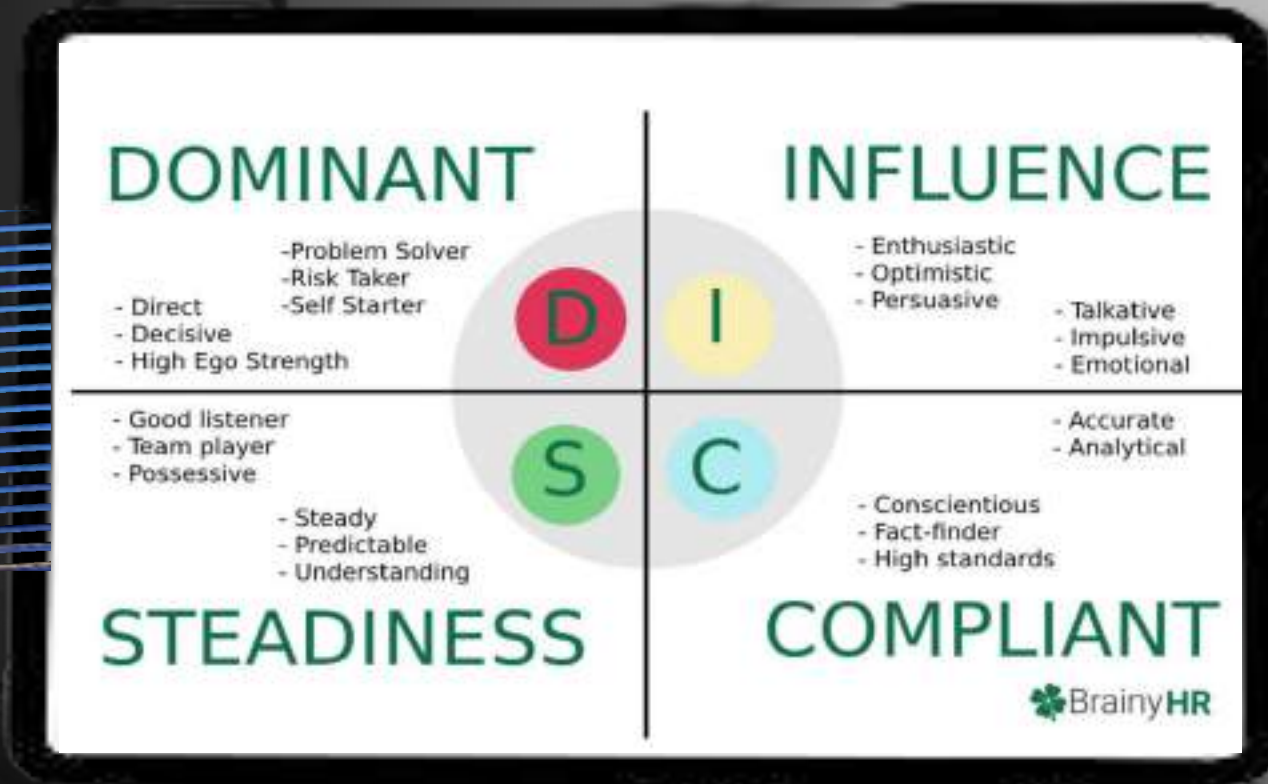 DOMINANT
-Problem Solver
-Risk Taker
-Self Starter
- Direct
- Decisive
- High Ego Strength
D
INFLUENCE
- Enthusiastic
- Optimistic
- Persuasive
- Talkative
- Impulsive
- Emotional
I
- Good listener
- Team player
- Possessive
- Steady
- Predictable
- Understanding
S
STEADINESS
- Accurate
- Analytical
- Conscientious
- Fact-finder
- High standards
C
COMPLIANT
BrainyHR